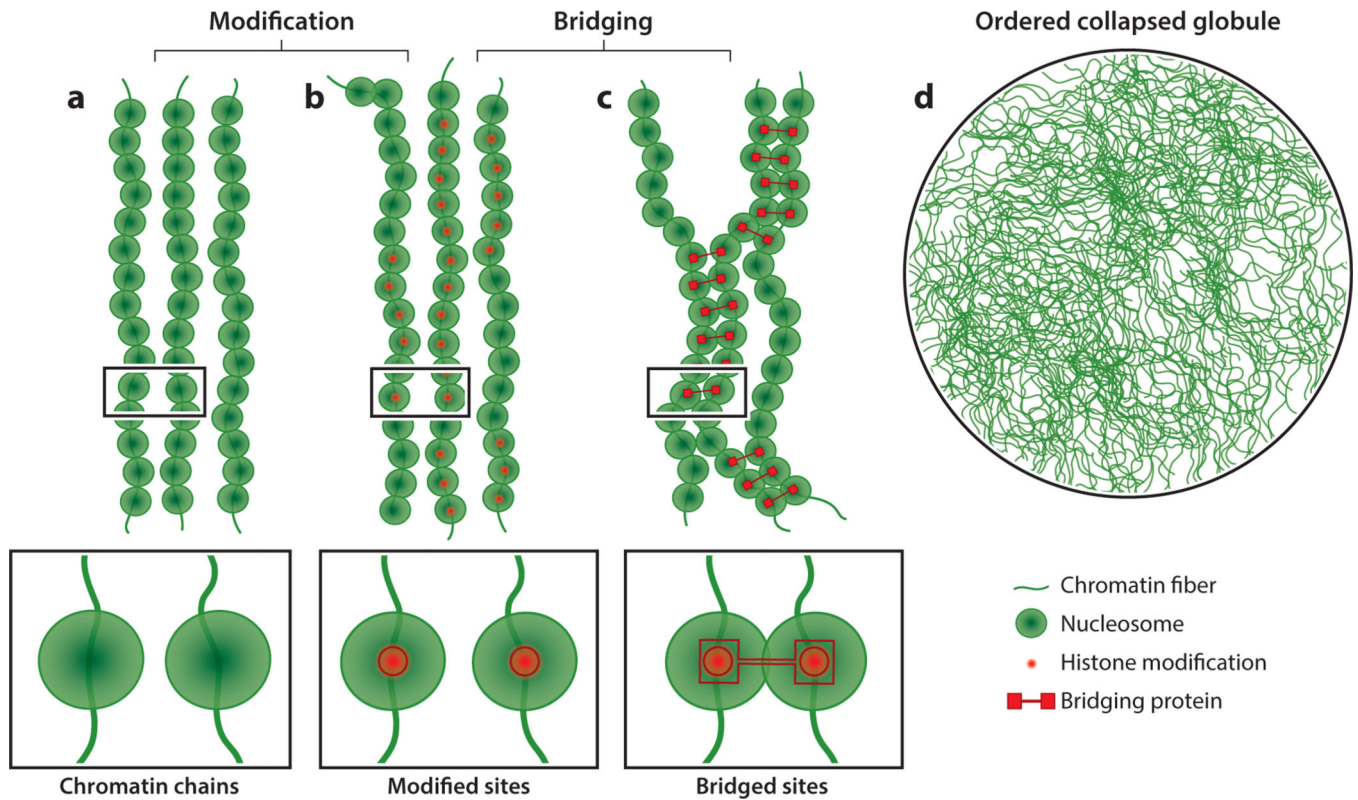 Modification
Bridging
Ordered collapsed globule
a
b
c
d
Chromatin fiber
Nucleosome
Histone modification
Bridging protein
Chromatin chains
Modified sites
Bridged sites